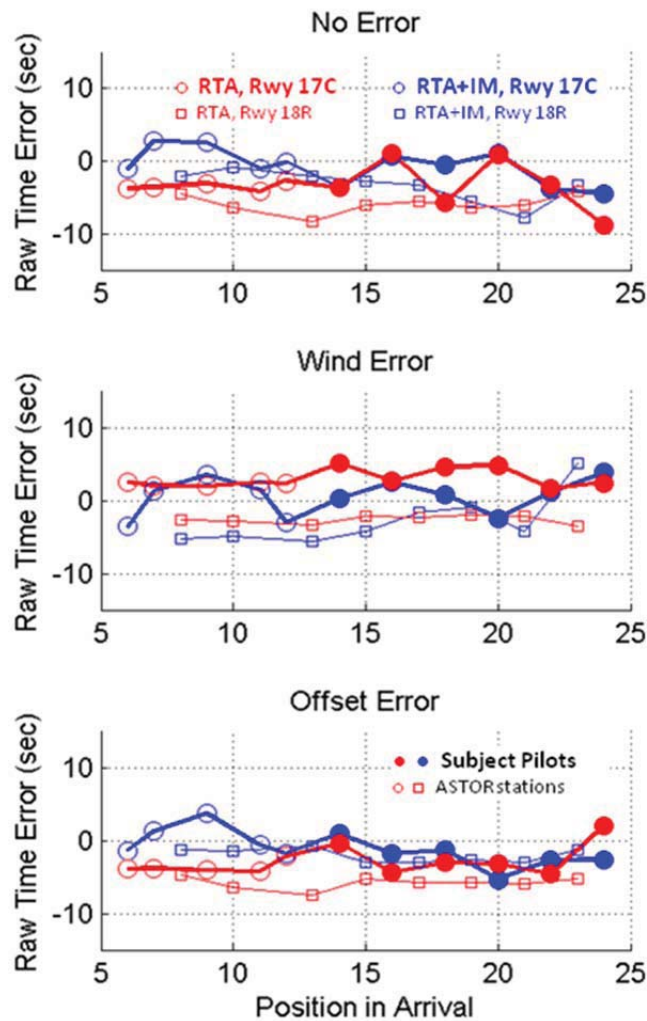 No Error
Raw Time Error (sec)
10
0
-10
RTA, Rwy 17C
RTA+IM, Rwy 17C
RTA, Rwy 18R
RTA+IM, Rwy 18R
5 10 15 20 25
Wind Error
Raw Time Error (sec)
10
0
-10
5 10 15 20 25
Offset Error
Raw Time Error (sec)
10
0
-10
Subject Pilots
ASTORstations
5 10 15 20 25
Position in Arrival